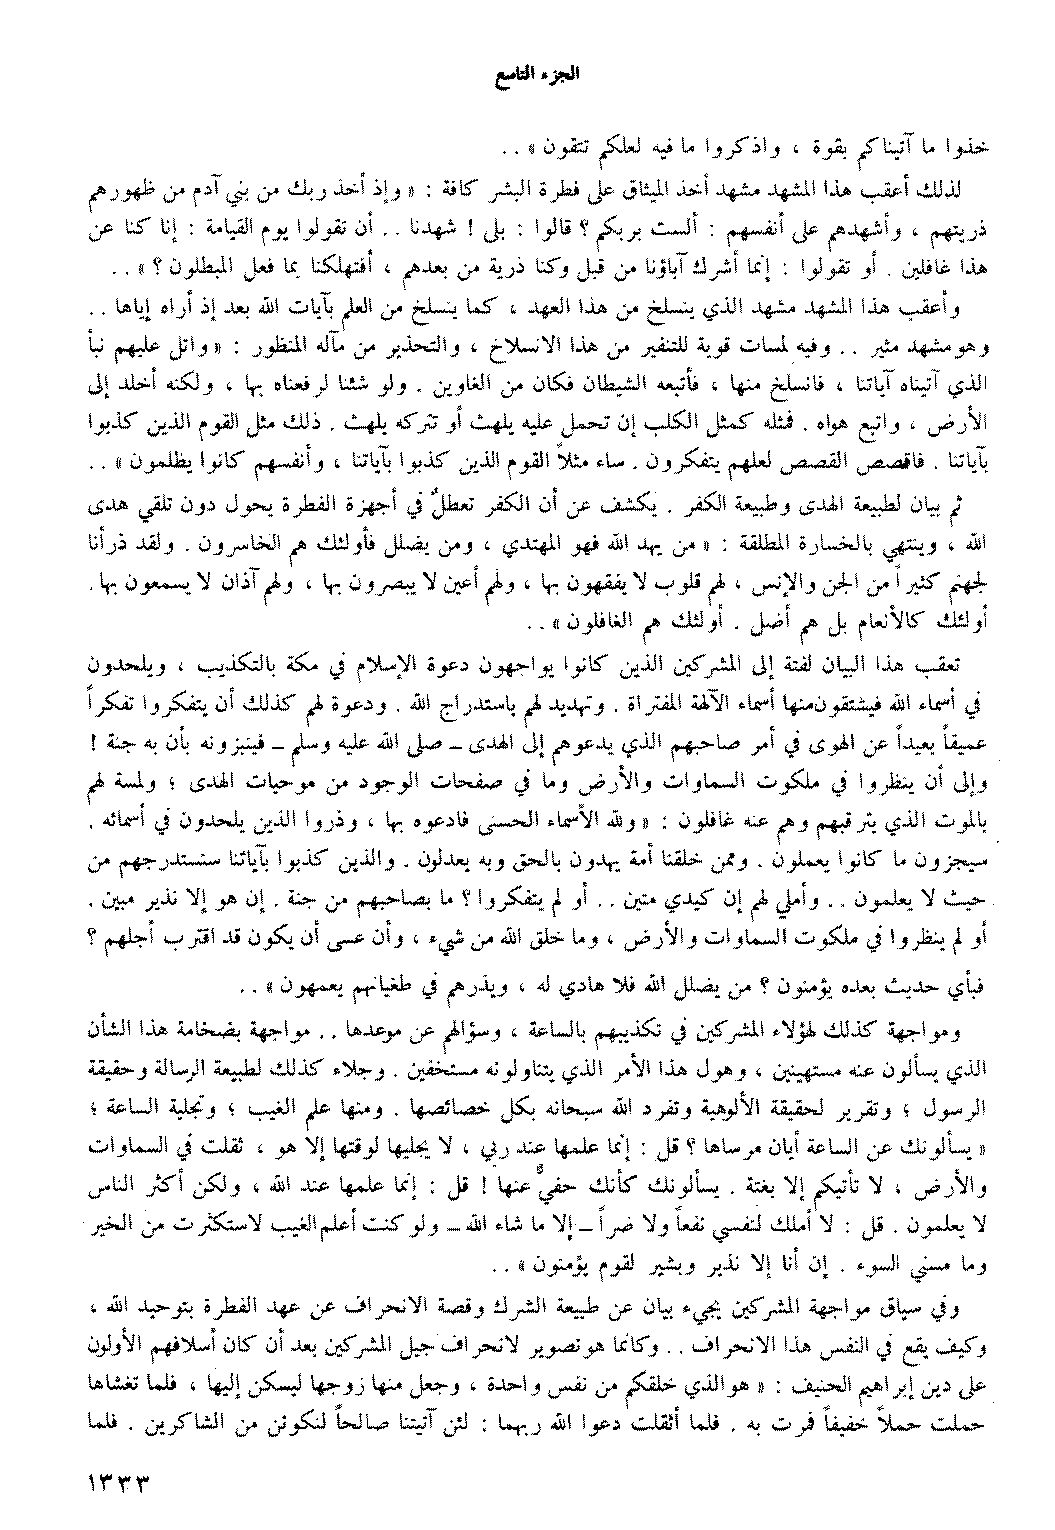 الجزء التاسع
خذوا ما آتيناكم بقوة ، واذكروا ما فيه لعلكم تتقون » . .
لذلك أعقب هذا المشهد مشهد أخذ الميثاق على فطرة البشر كافة : « وإذ أخذ ربك من بني آدم من ظهورهم
ذريتهم ، وأشهدهم على أنفسهم : ألست بربكم ؟ قالوا : بلى ! شهدنا . . أن تقولوا يوم القيامة : إنا كنا عن
هذا غافلين . أو تقولوا : إنما أشرك آباؤنا من قبل وكنا ذرية من بعدهم ، أفتهلكنا بما فعل المبطلون ؟ » . .
وأعقب هذا المشهد مشهد الذي ينسلخ من هذا العهد ، كما ينسلخ من العلم بآيات الله بعد إذ أراه إياها . .
وهو مشهد مثير . . وفيه لمسات قوية للتنفير من هذا الانسلاخ ، والتحذير من مآله المنظور : « واتل عليهم نبأ
الذي آتيناه آياتنا ، فانسلخ منها ، فأتبعه الشيطان فكان من الغاوين . ولو شئنا لرفعناه بها ، ولكنه أخلد إلى
الأرض ، واتبع هواه . فمثله كمثل الكلب إن تحمل عليه يلهث أو تتركه يلهث . ذلك مثل القوم الذين كذبوا
بآياتنا . فاقصص القصص لعلهم يتفكرون . ساء مثلاً القوم الذين كذبوا بآياتنا ، وأنفسهم كانوا يظلمون » . .
ثم بيان لطبيعة الهدى وطبيعة الكفر . يكشف عن أن الكفر تعطلٌ في أجهزة الفطرة يحول دون تلقي هدى
الله ، وينتهي بالخسارة المطلقة : « من يهد الله فهو المهتدي ، ومن يضلل فأولئك هم الخاسرون . ولقد ذرأنا
لجهنم كثيراً من الجن والإنس ، لهم قلوب لا يفقهون بها ، ولهم أعين لا يبصرون بها ، ولهم آذان لا يسمعون بها .
أولئك كالأنعام بل هم أضل . أولئك هم الغافلون » . .
تعقب هذا البيان لفتة إلى المشركين الذين كانوا يواجهون دعوة الإسلام في مكة بالتكذيب ، ويلحدون
في أسماء الله فيشتقون منها أسماء الآلهة المفتراة . وتهديد لهم باستدراج الله . ودعوة لهم كذلك أن يتفكروا تفكراً
عميقاً بعيداً عن الهوى في أمر صاحبهم الذي يدعوهم إلى الهدى ـ صلى الله عليه وسلم ـ فينبزونه بأن به جنة !
وإلى أن ينظروا في ملكوت السماوات والأرض وما في صفحات الوجود من موحيات الهدى ؛ ولمسة لهم
بالموت الذي يترقبهم وهم عنه غافلون : « ولله الأسماء الحسنى فادعوه بها ، وذروا الذين يلحدون في أسمائه .
سيجزون ما كانوا يعملون . وممن خلقنا أمة يهدون بالحق وبه يعدلون . والذين كذبوا بآياتنا سنستدرجهم من
حيث لا يعلمون . . وأملي لهم إن كيدي متين . . أو لم يتفكروا ؟ ما بصاحبهم من جنة . إن هو إلا نذير مبين .
أو لم ينظروا في ملكوت السماوات والأرض ، وما خلق الله من شيء ، وأن عسى أن يكون قد اقترب أجلهم ؟
فبأي حديث بعده يؤمنون ؟ من يضلل الله فلا هادي له ، ويذرهم في طغيانهم يعمهون » . .
ومواجهة كذلك لهؤلاء المشركين في تكذيبهم بالساعة ، وسؤالهم عن موعدها . . مواجهة بضخامة هذا الشأن
الذي يسألون عنه مستهينين ، وهول هذا الأمر الذي يتناولونه مستخفين . وجلاء كذلك لطبيعة الرسالة وحقيقة
الرسول ؛ وتقرير لحقيقة الألوهية وتفرد الله سبحانه بكل خصائصها . ومنها علم الغيب ؛ وتجلية الساعة ؛
« يسألونك عن الساعة أيان مرساها ؟ قل : إنما علمها عند ربي ، لا يجليها لوقتها إلا هو ، ثقلت في السماوات
والأرض ، لا تأتيكم إلا بغتة . يسألونك كأنك حفيٌّ عنها ! قل : إنما علمها عند الله ، ولكن أكثر الناس
لا يعلمون . قل : لا أملك لنفسي نفعاً ولا ضراً ـ إلا ما شاء الله ـ ولو كنت أعلم الغيب لاستكثرت من الخير
وما مسني السوء . إن أنا إلا نذير وبشير لقوم يؤمنون » . .
وفي سياق مواجهة المشركين يجيء بيان عن طبيعة الشرك وقصة الانحراف عن عهد الفطرة بتوحيد الله ،
وكيف يقع في النفس هذا الانحراف . . وكأنما هو تصوير لانحراف جيل المشركين بعد أن كان أسلافهم الأولون
على دين إبراهيم الحنيف : « هو الذي خلقكم من نفس واحدة ، وجعل منها زوجها ليسكن إليها ، فلما تغشاها
حملت حملاً خفيفاً فمرت به . فلما أثقلت دعوا الله ربهما : لئن آتيتنا صالحاً لنكونن من الشاكرين . فلما
١٣٣٣